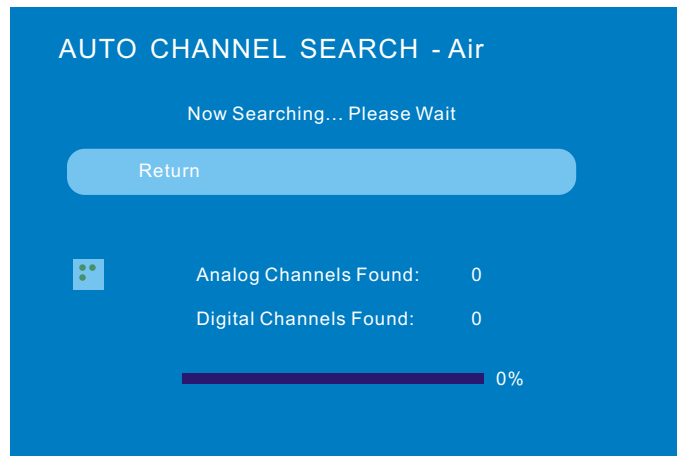 AUTO CHANNEL SEARCH - Air
Now Searching... Please Wait
Return
Analog Channels Found: 0
Digital Channels Found: 0
0%